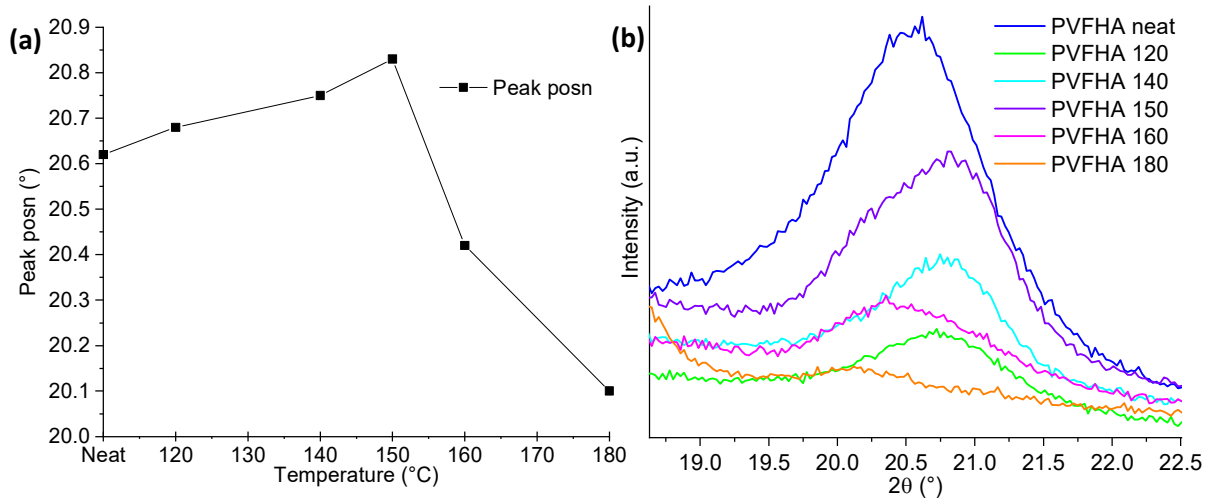 (a)
20.9
20.8
20.7
20.6
20.5
20.4
20.3
20.2
20.1
20.0
Peak posn (°)
Peak posn
Neat 120 130 140 150 160 170 180
Temperature (°C)
(b)
PVFHA neat
PVFHA 120
PVFHA 140
PVFHA 150
PVFHA 160
PVFHA 180
Intensity (a.u.)
19.0 19.5 20.0 20.5 21.0 21.5 22.0 22.5
2θ (°)